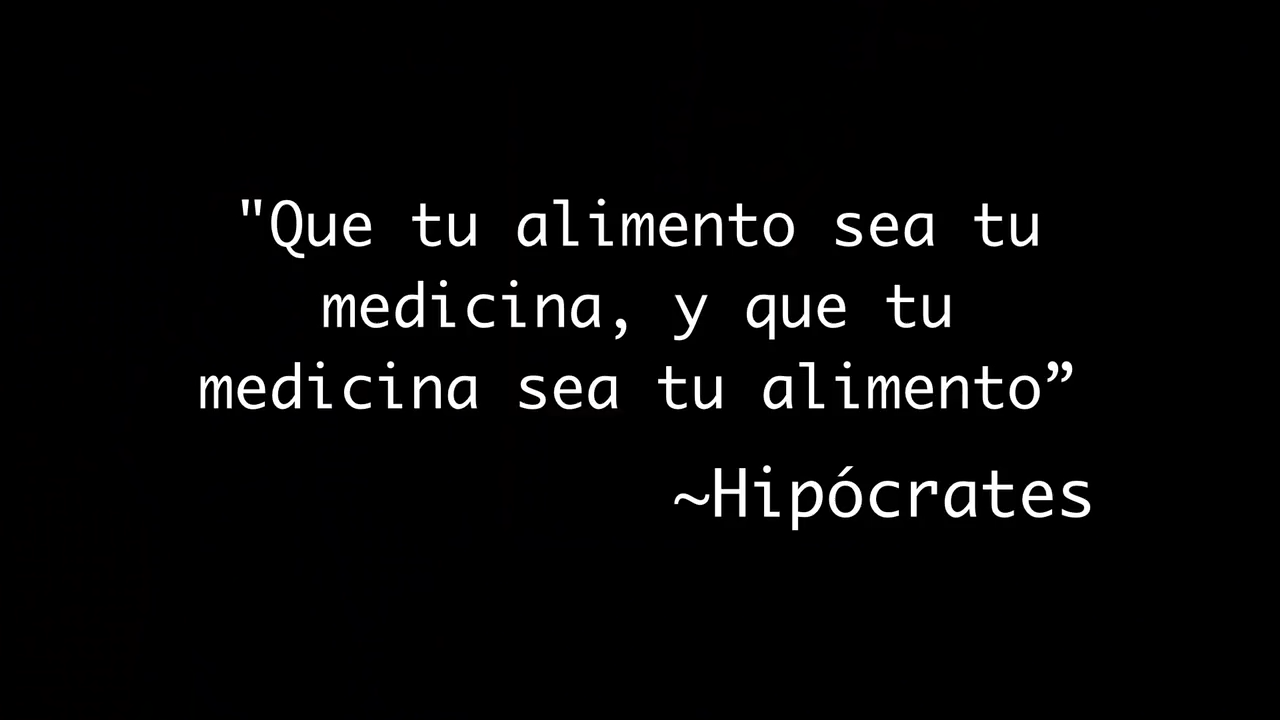 "Que tu alimento sea tu
medicina, y que tu
medicina sea tu alimento”
~Hipócrates